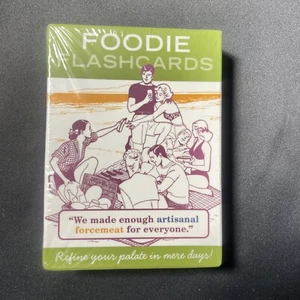 FOODIE
FLASHCARDS
“We made enough artisanal
forcemeat for everyone.”
Refine your palate in mere days!